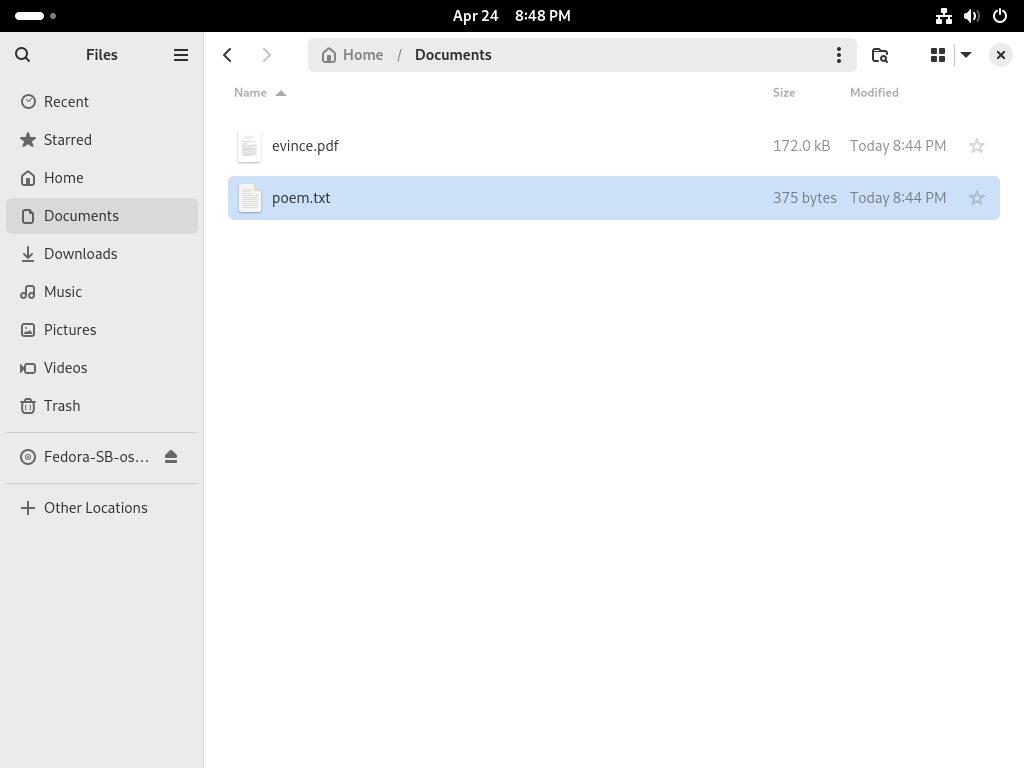 Apr 24 8:48 PM
Files
Home / Documents
Recent
Starred
Home
Documents
Downloads
Music
Pictures
Videos
Trash
Fedora-SB-os…
Other Locations
Name Size Modified
evince.pdf 172.0 kB Today 8:44 PM
poem.txt 375 bytes Today 8:44 PM